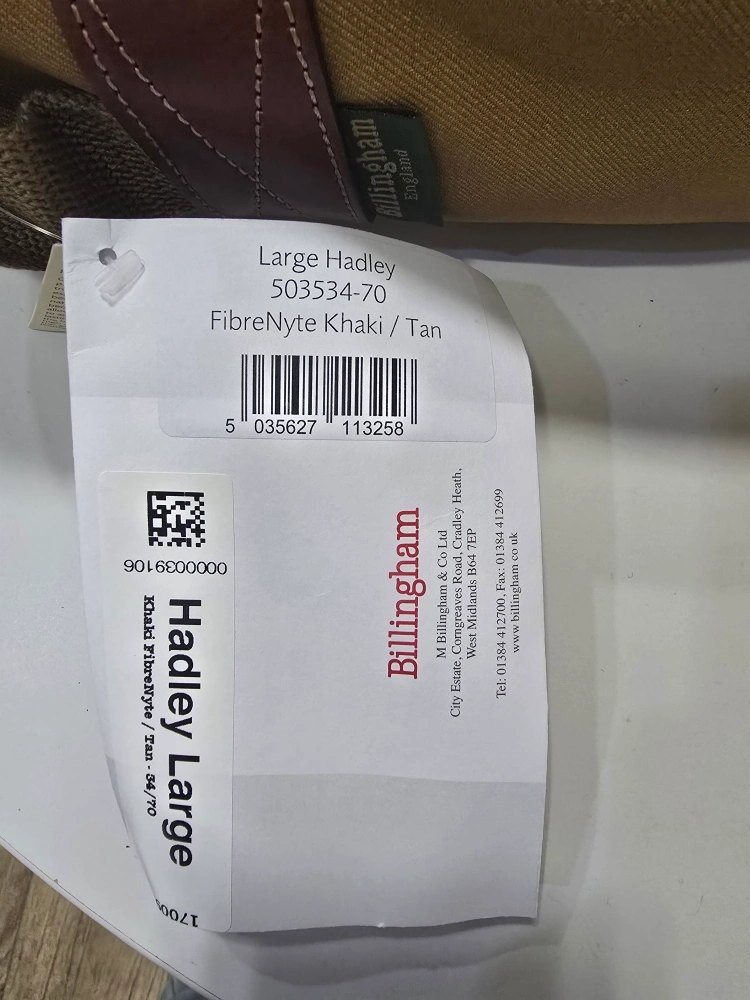 Billingham
England
Large Hadley
503534-70
FibreNyte Khaki / Tan
5 035627 113258
0000039106
Hadley Large
Khaki FibreNyte / Tan - 34/70
Billingham
M Billingham & Co Ltd
City Estate, Corngreaves Road, Cradley Heath,
West Midlands B64 7EP
Tel: 01384 412700, Fax: 01384 412699
www.billingham co uk